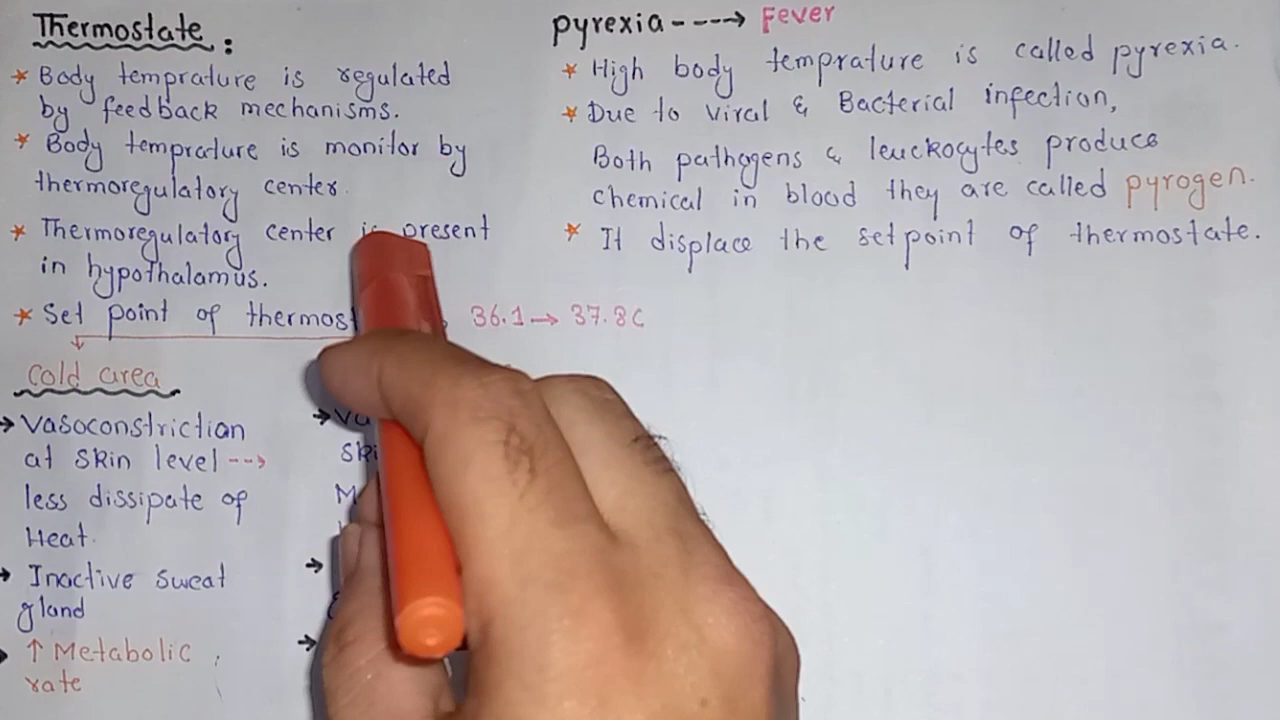 Thermostate :
* Body temprature is regulated
by feedback mechanisms.
* Body temprature is monitor by
thermoregulatory center.
* Thermoregulatory center is present
in hypothalamus.
* Set point of thermost 36.1 → 37.8C
Cold area
→ Vasoconstriction
at skin level --->
less dissipate of
Heat.
→ Inactive sweat
gland
↑ Metabolic
rate
pyrexia ----> Fever
* High body temprature is called pyrexia.
* Due to viral & Bacterial infection,
Both pathogens & leuckocytes produce
chemical in blood they are called pyrogen.
* It displace the setpoint of thermostate.